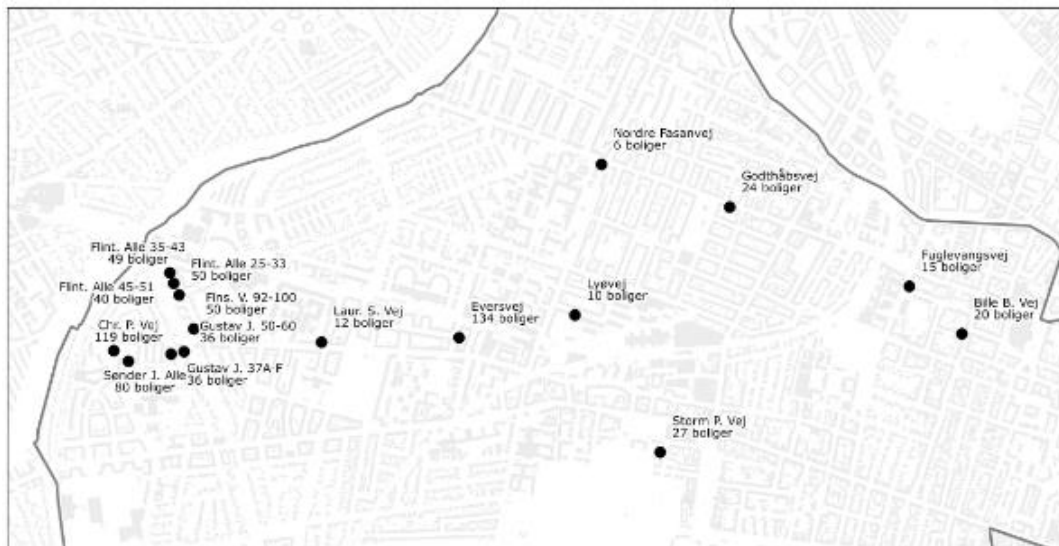 Nordre Fasanvej
6 boliger
Godthåbsvej
24 boliger
Flint. Alle 35-43
49 boliger
Flint. Alle 25-33
50 boliger
Fuglevangsvej
15 boliger
Flint. Alle 45-51
40 boliger
Fins. V. 92-100
50 boliger
Lyøvej
10 boliger
Bille B. Vej
20 boliger
Laur. S. Vej
12 boliger
Eversvej
134 boliger
Chr. P. Vej
119 boliger
Gustav J. 50-60
36 boliger
Sønder J. Alle
80 boliger
Gustav J. 37A-F
36 boliger
Storm P. Vej
27 boliger